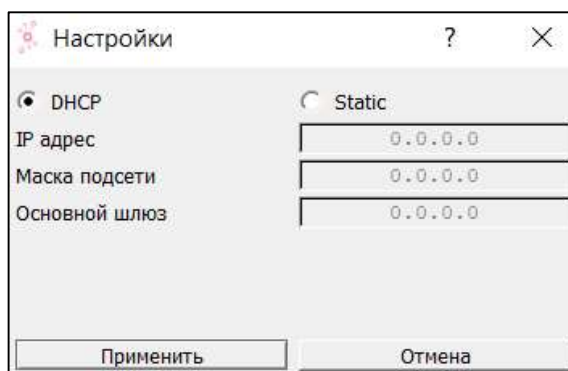 Настройки ? ×
DHCP Static
IP адрес 0.0.0.0
Маска подсети 0.0.0.0
Основной шлюз 0.0.0.0
Применить Отмена